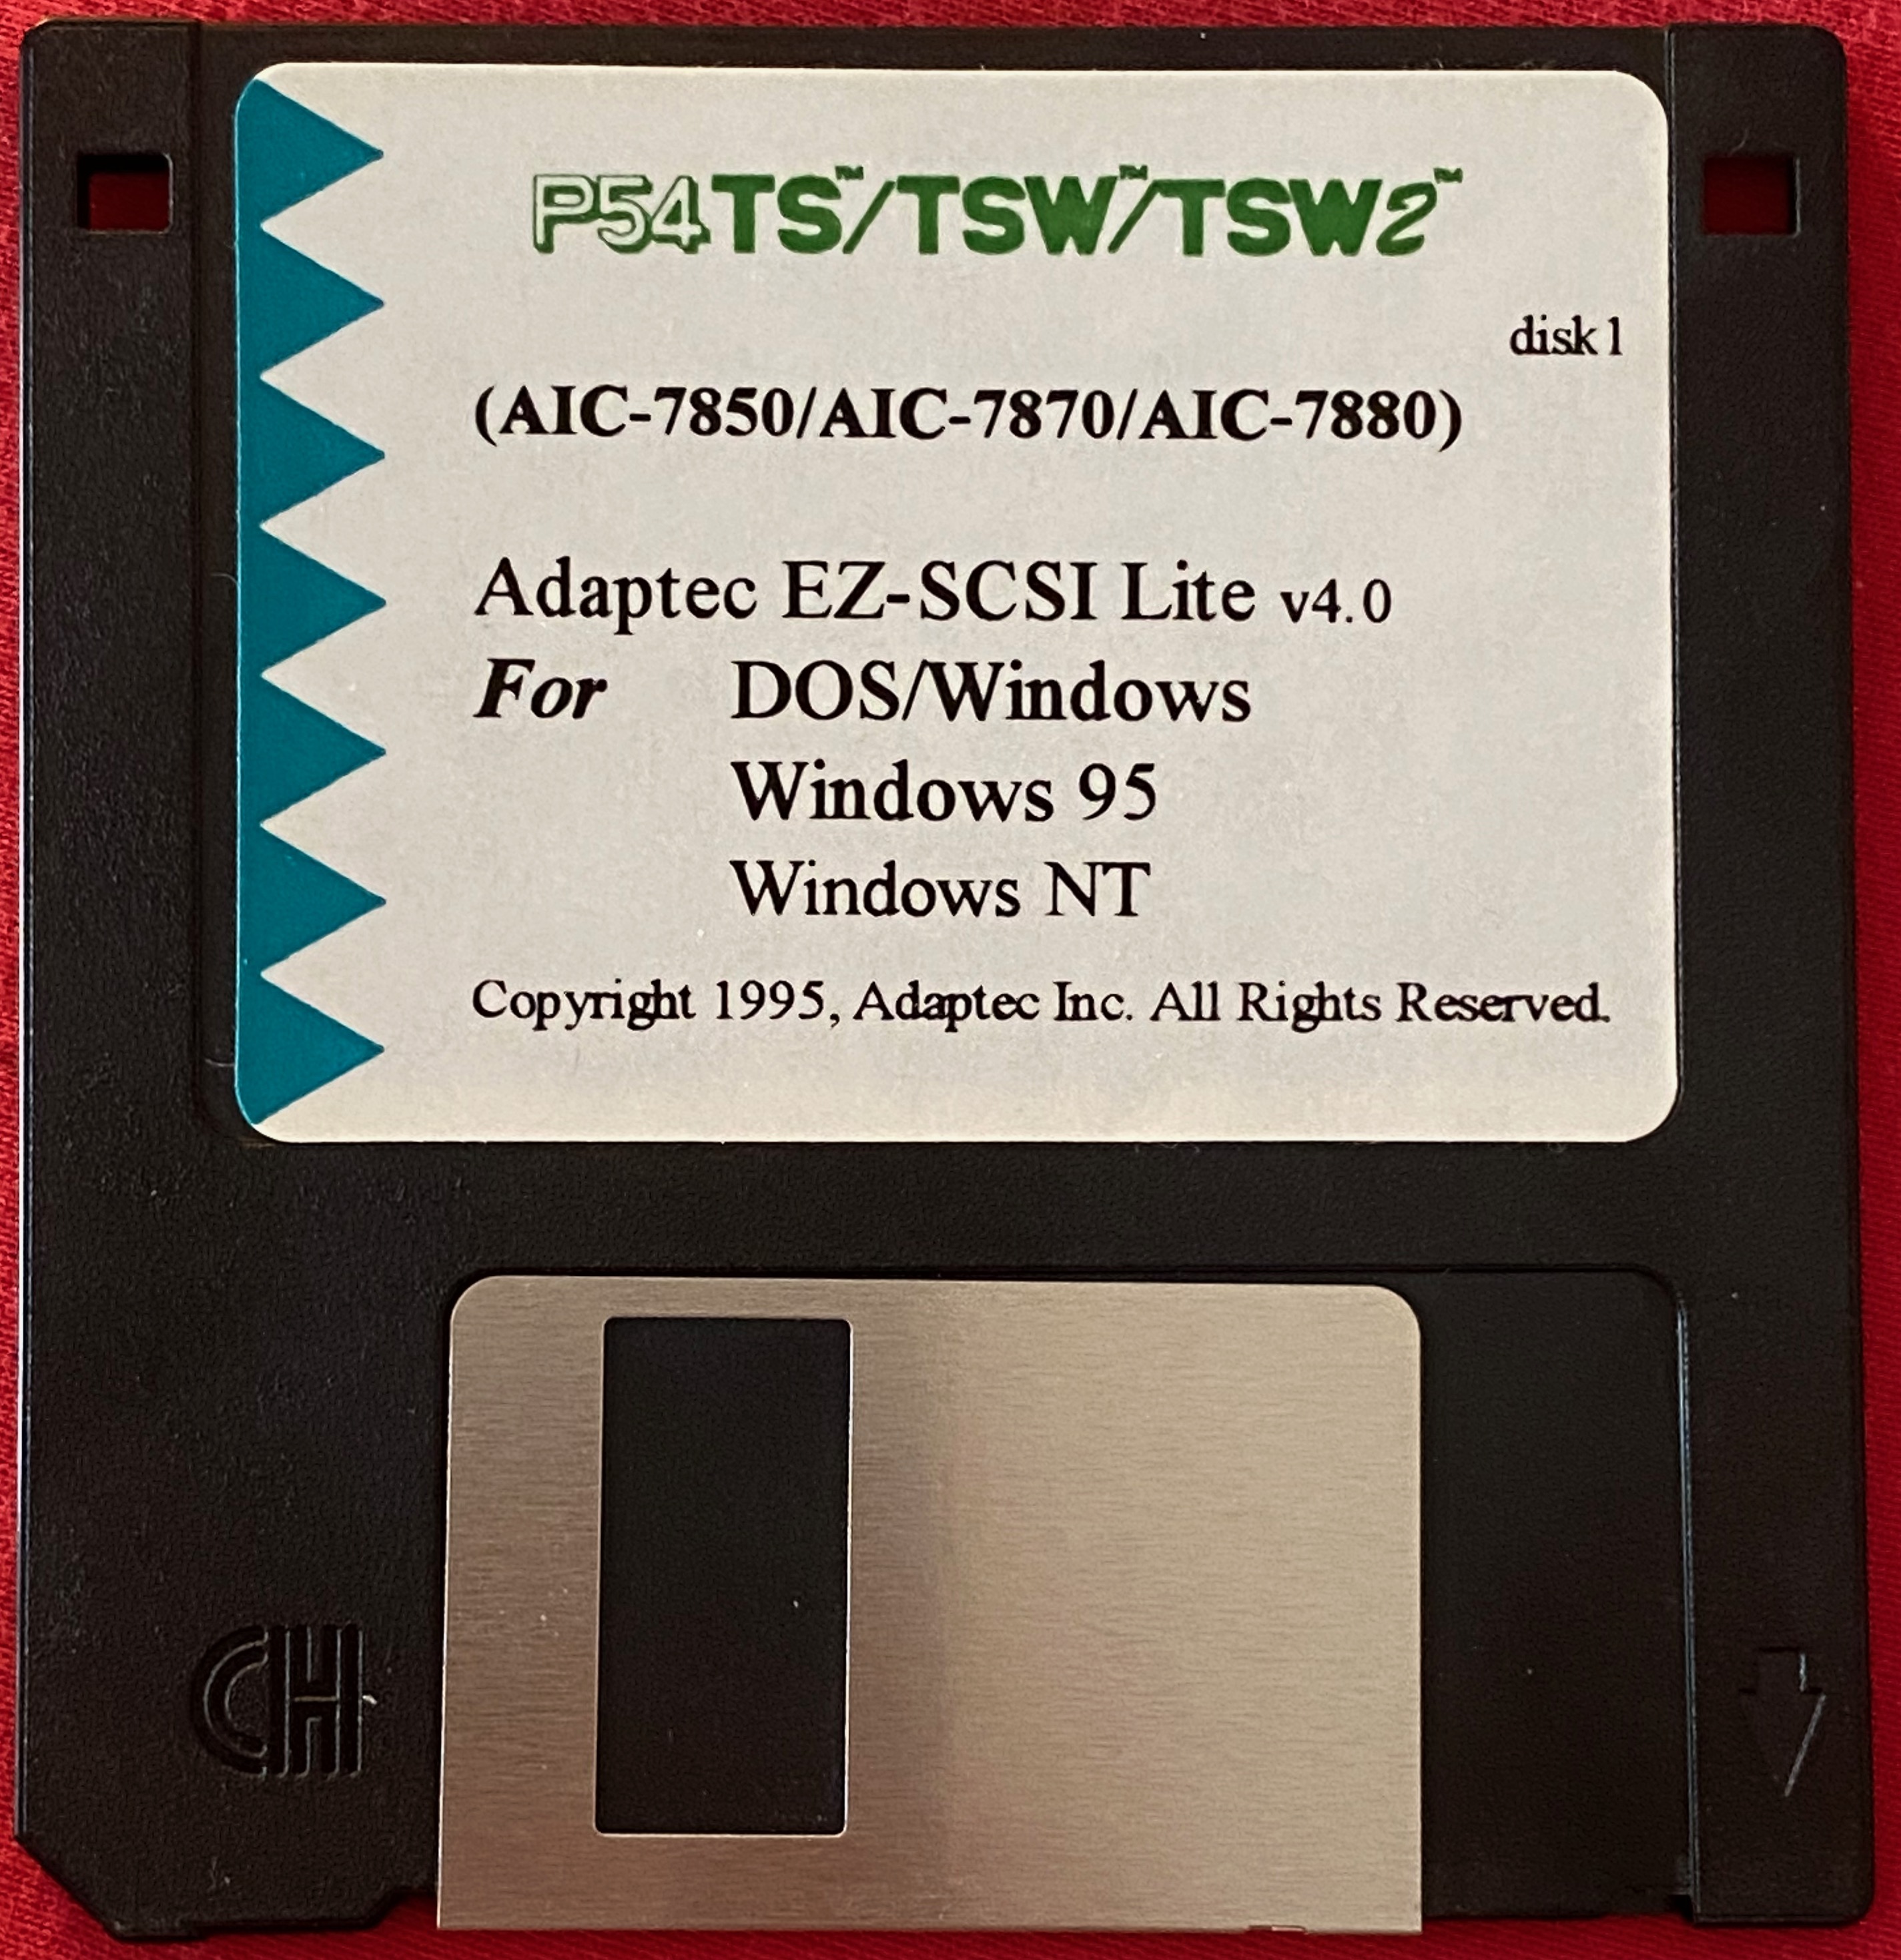 P54TS™/TSW™/TSW2™
disk 1
(AIC-7850/AIC-7870/AIC-7880)
Adaptec EZ-SCSI Lite v4.0
For DOS/Windows
Windows 95
Windows NT
Copyright 1995, Adaptec Inc. All Rights Reserved.
CH